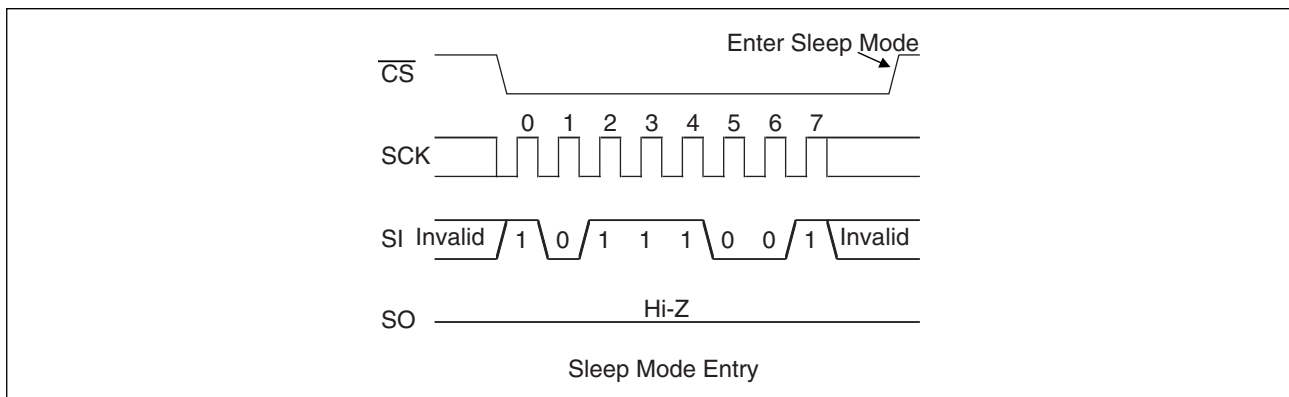 Enter Sleep Mode
CS
0 1 2 3 4 5 6 7
SCK
SI Invalid 1 0 1 1 1 0 0 1 Invalid
Hi-Z
SO
Sleep Mode Entry